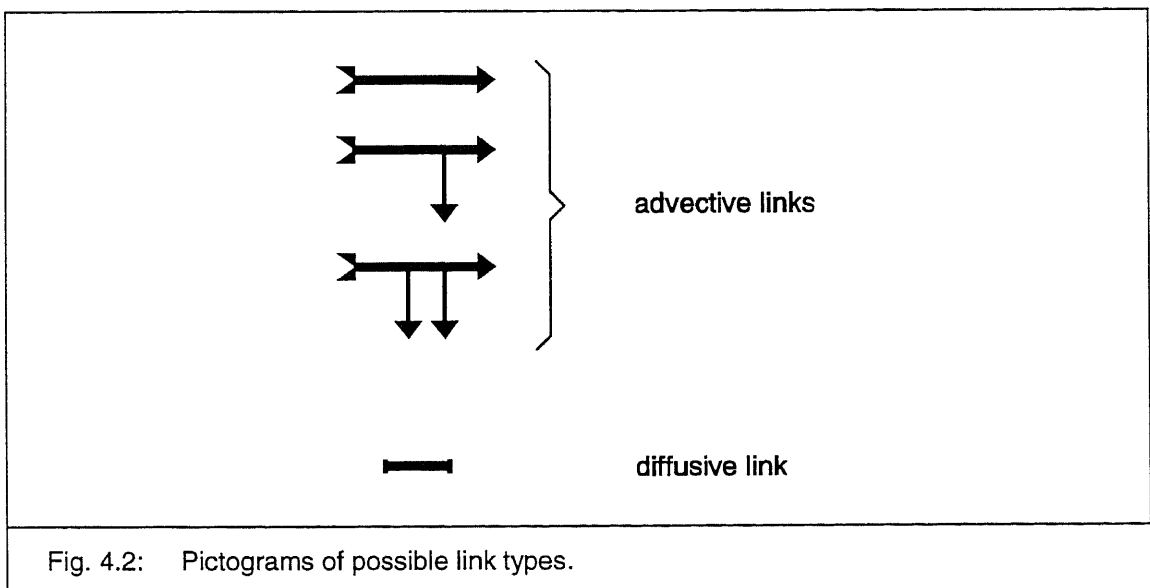 advective links
diffusive link
Fig. 4.2: Pictograms of possible link types.